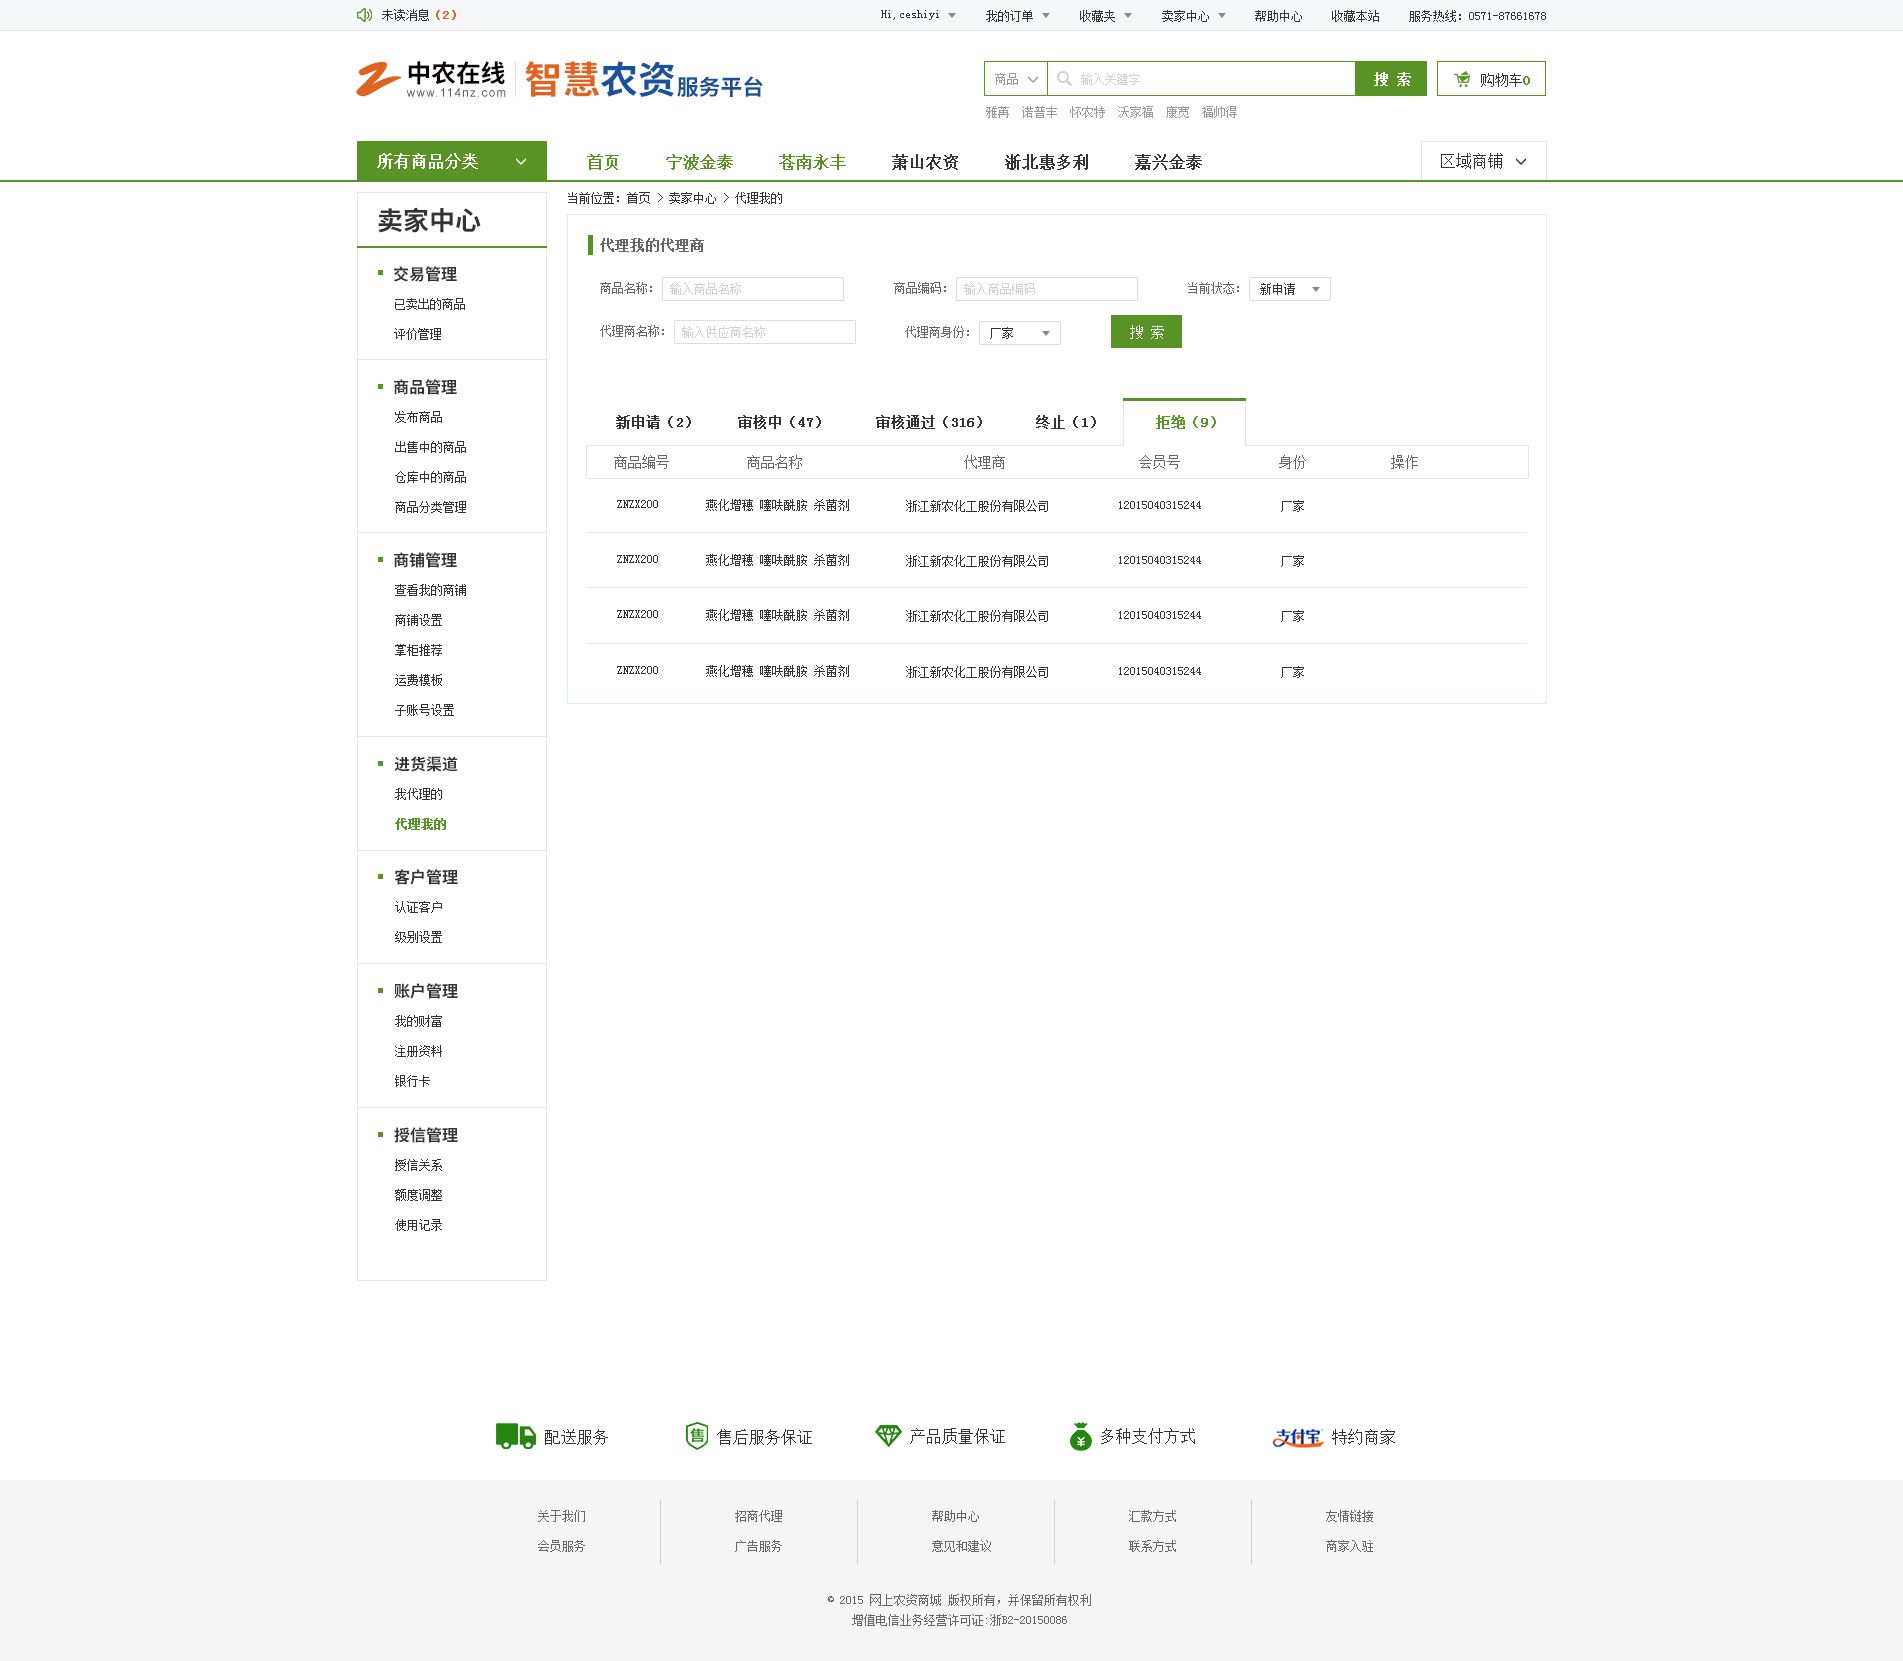 未读消息（2）
Hi, ceshiyi 我的订单 收藏夹 卖家中心 帮助中心 收藏本站 服务热线：0571-87661678
中农在线
www.114nz.com
智慧农资服务平台
商品 输入关键字 搜 索
购物车0
雅苒 诺普丰 怀农特 沃家福 康宽 福帅得
所有商品分类 首页 宁波金泰 苍南永丰 萧山农资 浙北惠多利 嘉兴金泰 区域商铺
当前位置：首页 > 卖家中心 > 代理我的
卖家中心
交易管理
已卖出的商品
评价管理
商品管理
发布商品
出售中的商品
仓库中的商品
商品分类管理
商铺管理
查看我的商铺
商铺设置
掌柜推荐
运费模板
子账号设置
进货渠道
我代理的
代理我的
客户管理
认证客户
级别设置
账户管理
我的财富
注册资料
银行卡
授信管理
授信关系
额度调整
使用记录
代理我的代理商
商品名称： 输入商品名称 商品编码： 输入商品编码 当前状态： 新申请
代理商名称： 输入供应商名称 代理商身份： 厂家 搜 索
新申请（2） 审核中（47） 审核通过（316） 终止（1） 拒绝（9）
商品编号 商品名称 代理商 会员号 身份 操作
ZNZX200 燕化增穗 噻呋酰胺 杀菌剂 浙江新农化工股份有限公司 12015040315244 厂家
ZNZX200 燕化增穗 噻呋酰胺 杀菌剂 浙江新农化工股份有限公司 12015040315244 厂家
ZNZX200 燕化增穗 噻呋酰胺 杀菌剂 浙江新农化工股份有限公司 12015040315244 厂家
ZNZX200 燕化增穗 噻呋酰胺 杀菌剂 浙江新农化工股份有限公司 12015040315244 厂家
配送服务 售 售后服务保证 产品质量保证 ¥ 多种支付方式 支付宝 特约商家
关于我们 招商代理 帮助中心 汇款方式 友情链接
会员服务 广告服务 意见和建议 联系方式 商家入驻
© 2015 网上农资商城 版权所有，并保留所有权利
增值电信业务经营许可证:浙B2-20150086